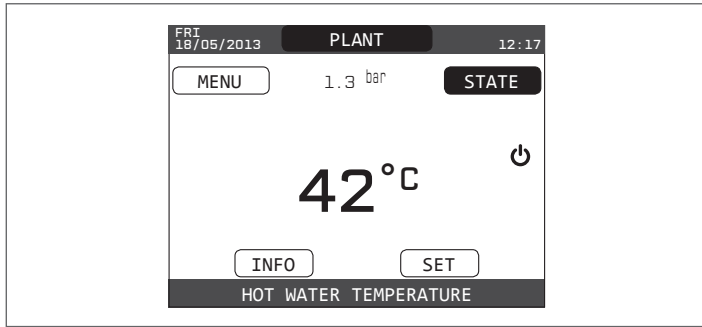 FRI
18/05/2013 PLANT 12:17
MENU 1.3 bar STATE
42°C
INFO SET
HOT WATER TEMPERATURE